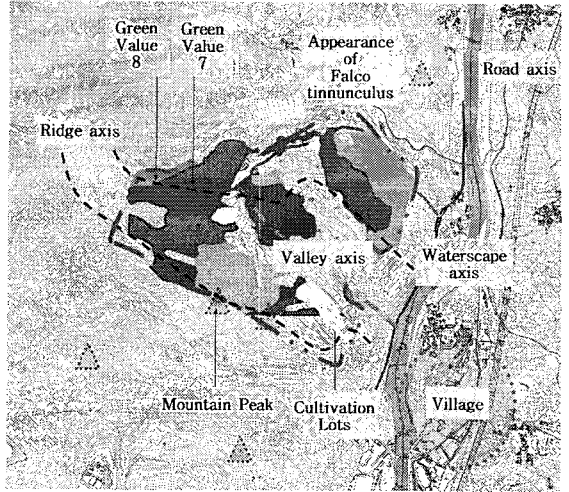 Green
Value
8
Green
Value
7
Appearance
of
Falco
tinnunculus
Road axis
Ridge axis
Valley axis
Waterscape
axis
Mountain Peak
Cultivation
Lots
Village